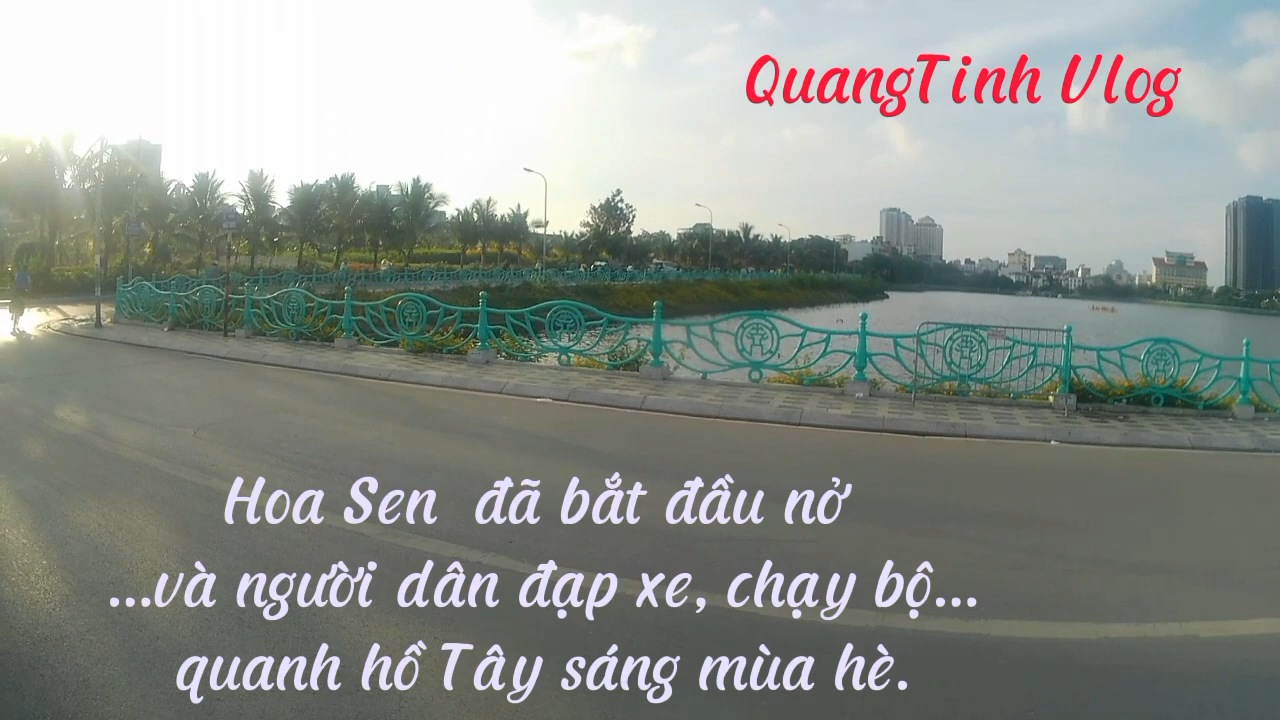 QuangTinh Vlog
Hoa Sen đã bắt đầu nở
...và người dân đạp xe, chạy bộ...
quanh hồ Tây sáng mùa hè.